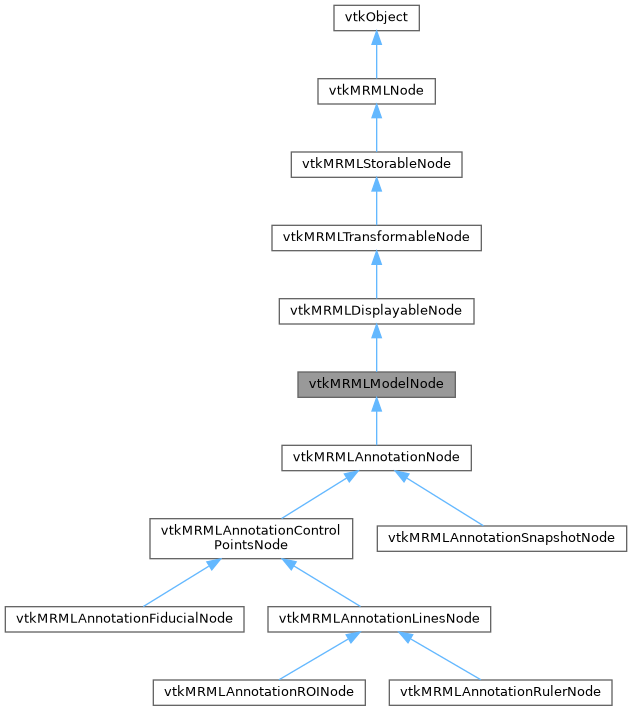 vtkObject
vtkMRMLNode
vtkMRMLStorableNode
vtkMRMLTransformableNode
vtkMRMLDisplayableNode
vtkMRMLModelNode
vtkMRMLAnnotationNode
vtkMRMLAnnotationControl
PointsNode
vtkMRMLAnnotationSnapshotNode
vtkMRMLAnnotationFiducialNode
vtkMRMLAnnotationLinesNode
vtkMRMLAnnotationROINode
vtkMRMLAnnotationRulerNode